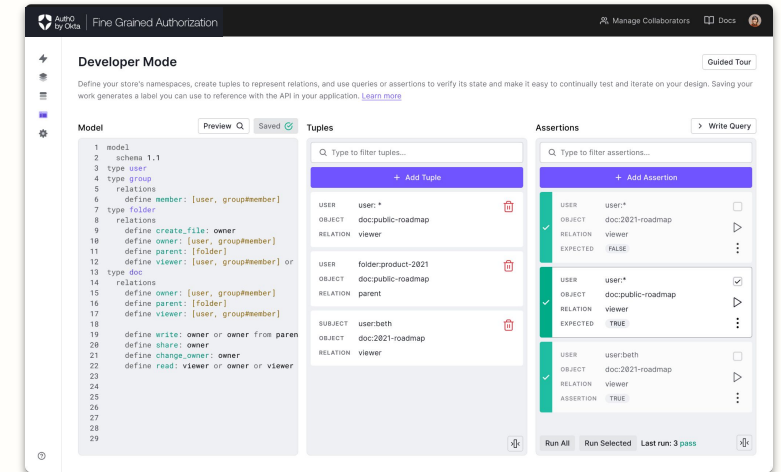 Auth0
by Okta
Fine Grained Authorization
Manage Collaborators
Docs
Developer Mode
Guided Tour
Define your store's namespaces, create tuples to represent relations, and use queries or assertions to verify its state and make it easy to continually test and iterate on your design. Saving your
work generates a label you can use to reference with the API in your application. Learn more
Model
Preview
Saved
1 model
2 schema 1.1
3 type user
4 type group
5 relations
6 define member: [user, group#member]
7 type folder
8 relations
9 define create_file: owner
10 define owner: [user, group#member]
11 define parent: [folder]
12 define viewer: [user, group#member] or
13 type doc
14 relations
15 define owner: [user, group#member]
16 define parent: [folder]
17 define viewer: [user, group#member]
18
19 define write: owner or owner from paren
20 define share: owner
21 define change_owner: owner
22 define read: viewer or owner or viewer
23
24
25
26
27
28
29
Tuples
Type to filter tuples...
+ Add Tuple
USER user: *
OBJECT doc:public-roadmap
RELATION viewer
USER folder:product-2021
OBJECT doc:public-roadmap
RELATION parent
SUBJECT user:beth
OBJECT doc:2021-roadmap
RELATION viewer
Assertions
> Write Query
Type to filter assertions...
+ Add Assertion
USER user:*
OBJECT doc:2021-roadmap
RELATION viewer
EXPECTED FALSE
USER user:*
OBJECT doc:public-roadmap
RELATION viewer
EXPECTED TRUE
USER user:beth
OBJECT doc:2021-roadmap
RELATION viewer
ASSERTION TRUE
Run All Run Selected Last run: 3 pass